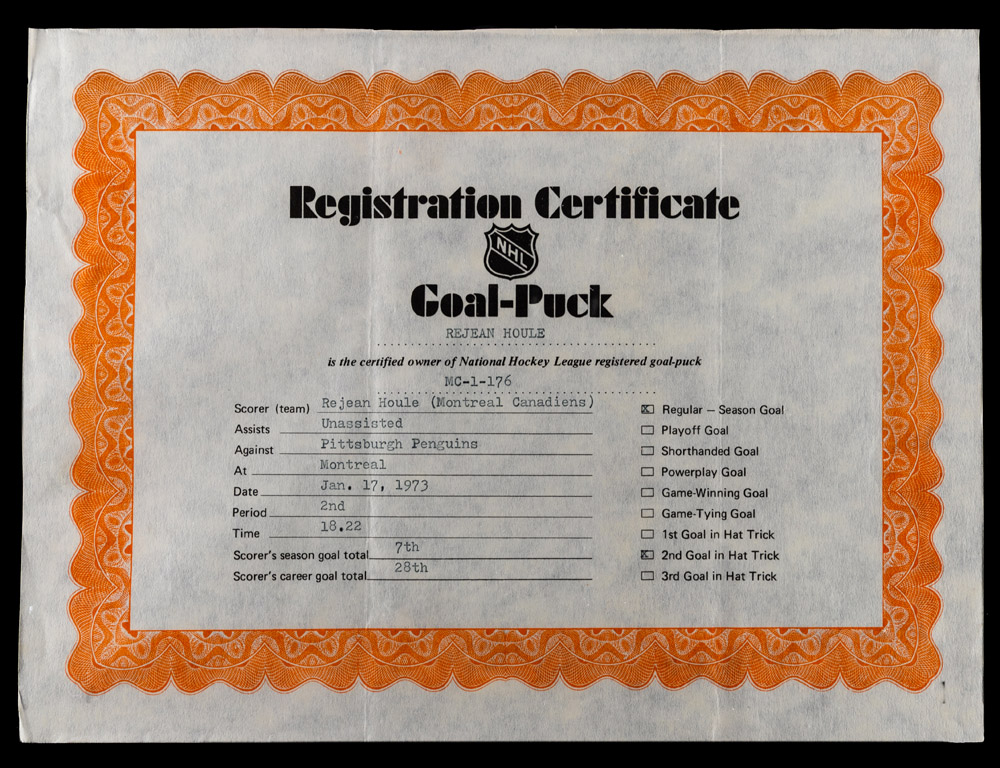 Registration Certificate
NHL
Goal-Puck
REJEAN HOULE
is the certified owner of National Hockey League registered goal-puck
MC-1-176
Scorer (team) Rejean Houle (Montreal Canadiens)
Assists Unassisted
Against Pittsburgh Penguins
At Montreal
Date Jan. 17, 1973
Period 2nd
Time 18.22
Scorer's season goal total 7th
Scorer's career goal total 28th
☒ Regular – Season Goal
☐ Playoff Goal
☐ Shorthanded Goal
☐ Powerplay Goal
☐ Game-Winning Goal
☐ Game-Tying Goal
☐ 1st Goal in Hat Trick
☒ 2nd Goal in Hat Trick
☐ 3rd Goal in Hat Trick